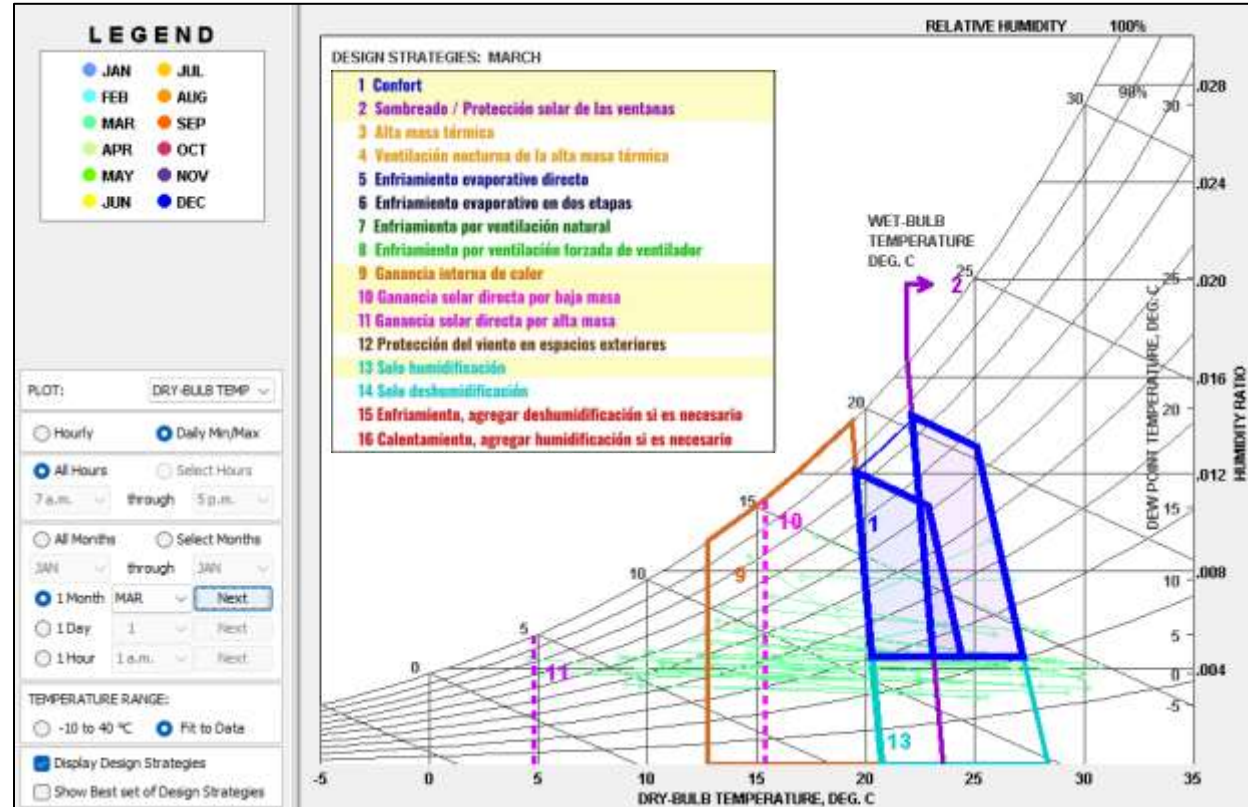 LEGEND
JAN JUL
FEB AUG
MAR SEP
APR OCT
MAY NOV
JUN DEC
PLOT: DRY-BULB TEMP
Hourly Daily Min/Max
All Hours Select Hours
7 a.m. through 5 p.m.
All Months Select Months
JAN through JAN
1 Month MAR Next
1 Day 1 Next
1 Hour 1 a.m. Next
TEMPERATURE RANGE:
-10 to 40 °C Fit to Data
Display Design Strategies
Show Best set of Design Strategies
RELATIVE HUMIDITY 100%
DESIGN STRATEGIES: MARCH
1 Confort
2 Sombreado / Protección solar de las ventanas
3 Alta masa térmica
4 Ventilación nocturna de la alta masa térmica
5 Enfriamiento evaporativo directo
6 Enfriamiento evaporativo en dos etapas
7 Enfriamiento por ventilación natural
8 Enfriamiento por ventilación forzada de ventilador
9 Ganancia interna de calor
10 Ganancia solar directa por baja masa
11 Ganancia solar directa por alta masa
12 Protección del viento en espacios exteriores
13 Solo humidificación
14 Solo deshumidificación
15 Enfriamiento, agregar deshumidificación si es necesario
16 Calentamiento, agregar humidificación si es necesario
WET-BULB
TEMPERATURE
DEG. C
0 5 10 15 20 25 30
2
1
10
9
11
13
30
25
20
15
10
5
0
-5
DEW POINT TEMPERATURE, DEG. C
.028
.024
.020
.016
.012
.008
.004
HUMIDITY RATIO
-5 0 5 10 15 20 25 30 35
DRY-BULB TEMPERATURE, DEG. C